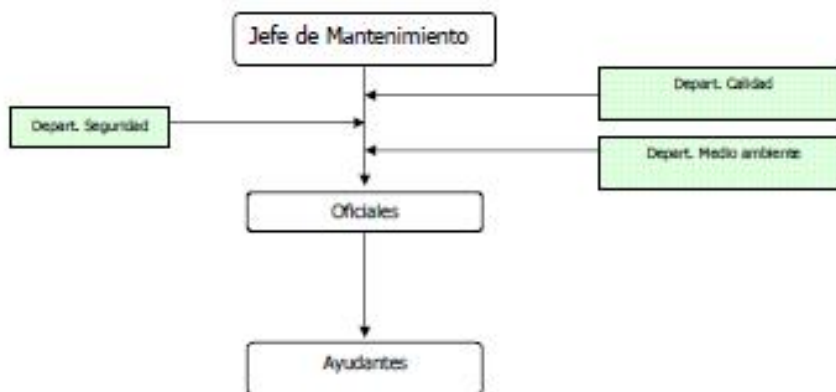 Jefe de Mantenimiento
Depart. Calidad
Depart. Seguridad
Depart. Medio ambiente
Oficiales
Ayudantes